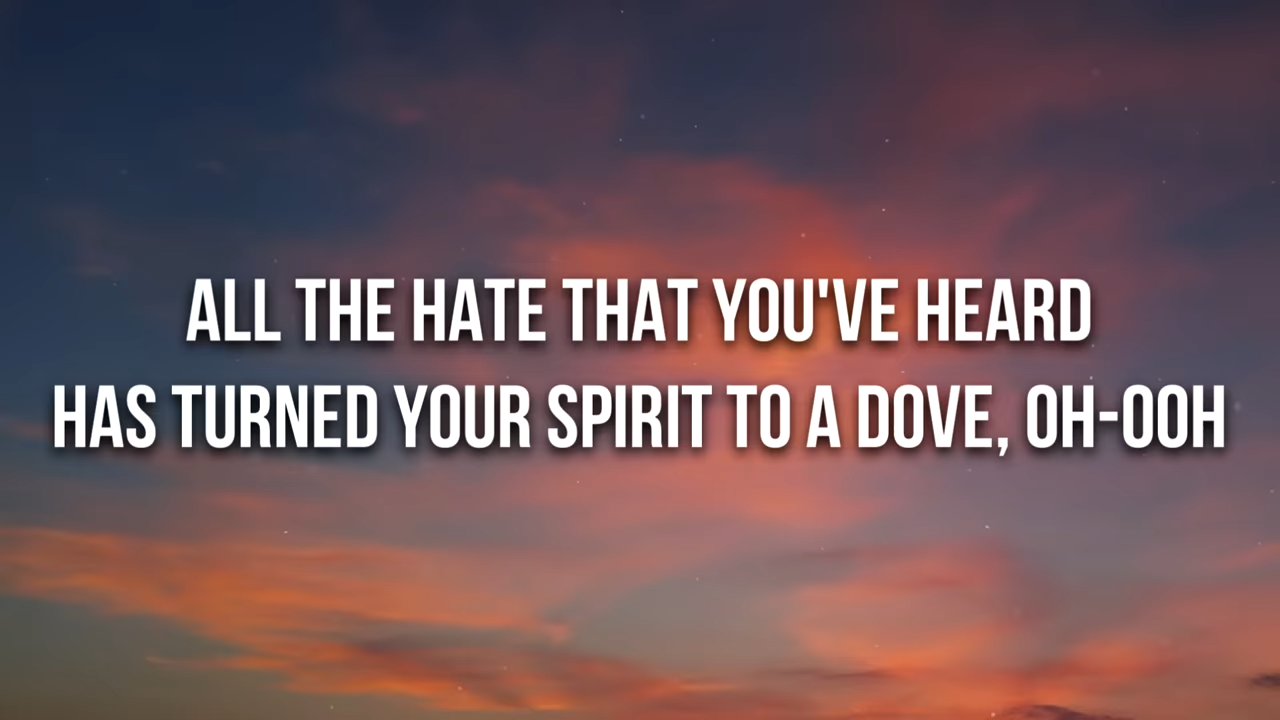 ALL THE HATE THAT YOU'VE HEARD
HAS TURNED YOUR SPIRIT TO A DOVE, OH-OOH